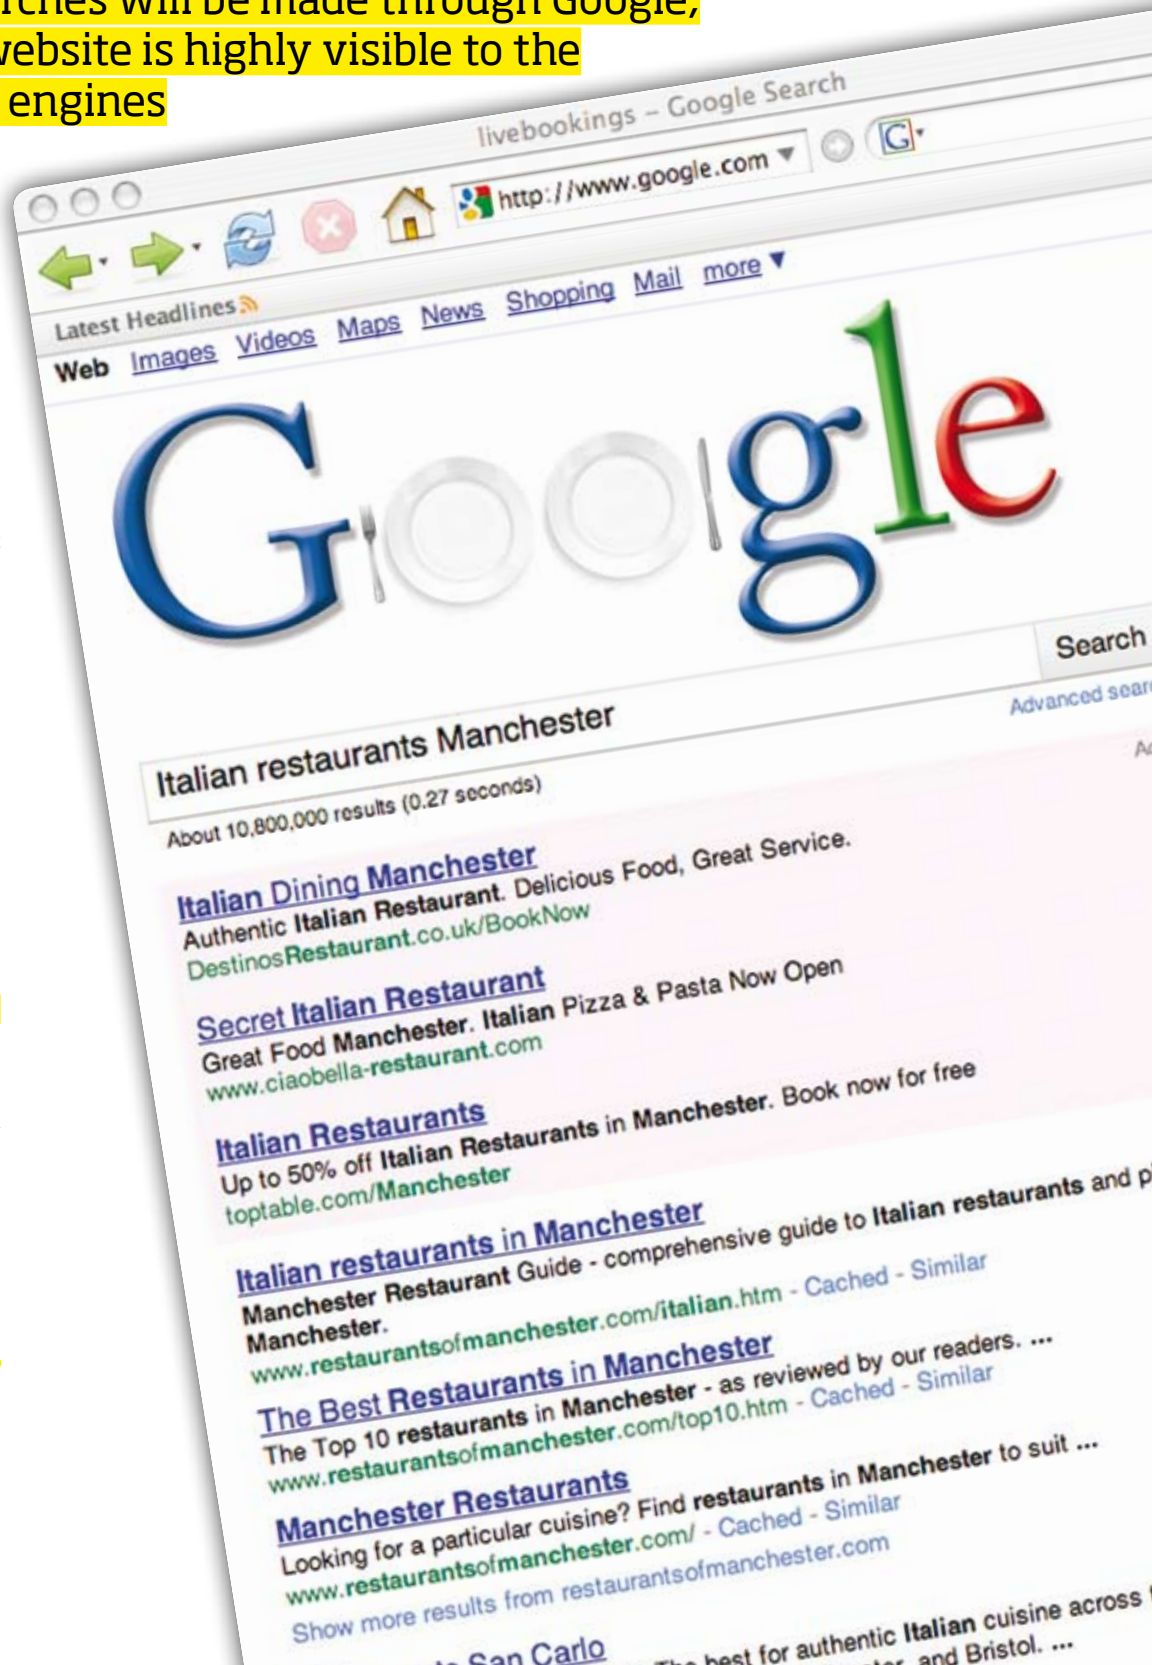 rches will be made through Google,
website is highly visible to the
engines
livebookings – Google Search
http://www.google.com
G
Latest Headlines
Web Images Videos Maps News Shopping Mail more
Google
Italian restaurants Manchester
Search
About 10,800,000 results (0.27 seconds)
Advanced sear
Italian Dining Manchester
Authentic Italian Restaurant. Delicious Food, Great Service.
DestinosRestaurant.co.uk/BookNow
Secret Italian Restaurant
Great Food Manchester. Italian Pizza & Pasta Now Open
www.ciaobella-restaurant.com
Italian Restaurants
Up to 50% off Italian Restaurants in Manchester. Book now for free
toptable.com/Manchester
Italian restaurants in Manchester
Manchester Restaurant Guide - comprehensive guide to Italian restaurants and
Manchester.
www.restaurantsofmanchester.com/italian.htm - Cached - Similar
The Best Restaurants in Manchester
The Top 10 restaurants in Manchester - as reviewed by our readers. ...
www.restaurantsofmanchester.com/top10.htm - Cached - Similar
Manchester Restaurants
Looking for a particular cuisine? Find restaurants in Manchester to suit ...
www.restaurantsofmanchester.com/ - Cached - Similar
Show more results from restaurantsofmanchester.com
San Carlo
best for authentic Italian cuisine across
and Bristol. ...